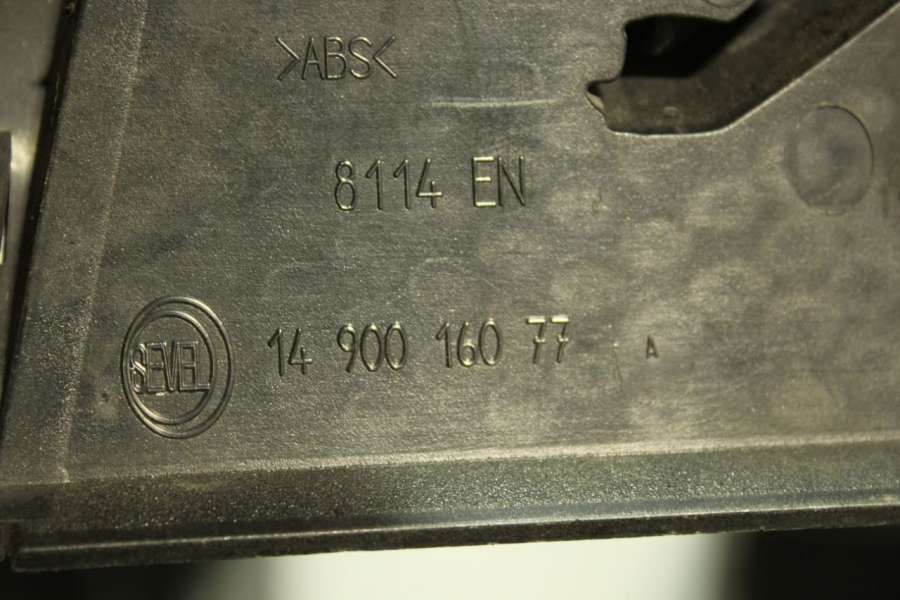 >ABS<
8114 EN
SEVEL
14 900 160 77 A